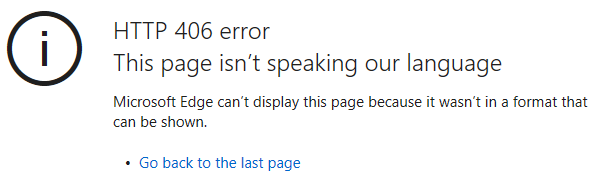 HTTP 406 error
This page isn’t speaking our language
Microsoft Edge can’t display this page because it wasn’t in a format that
can be shown.
• Go back to the last page